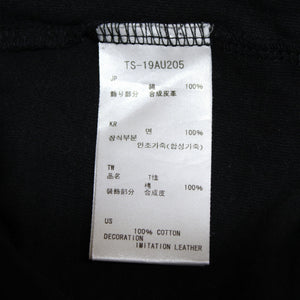 TS-19AU205
JP
綿 100%
飾り部分 合成皮革
KR
면 100%
장식부분
인조가죽(합성가죽)
TW
品名 T恤
棉 100%
裝飾部分 合成皮
US
100% COTTON
DECORATION
IMITATION LEATHER